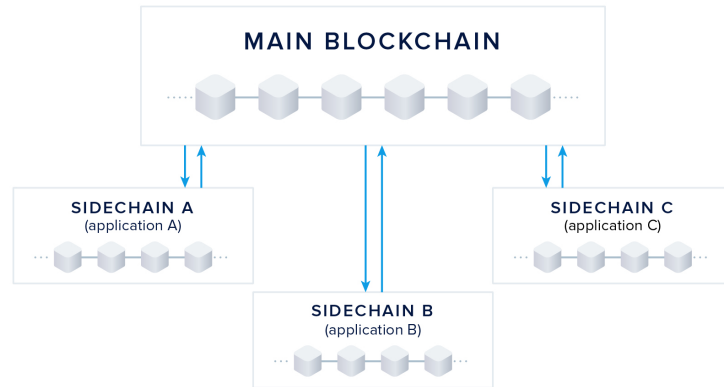 MAIN BLOCKCHAIN
SIDECHAIN A
(application A)
SIDECHAIN C
(application C)
SIDECHAIN B
(application B)